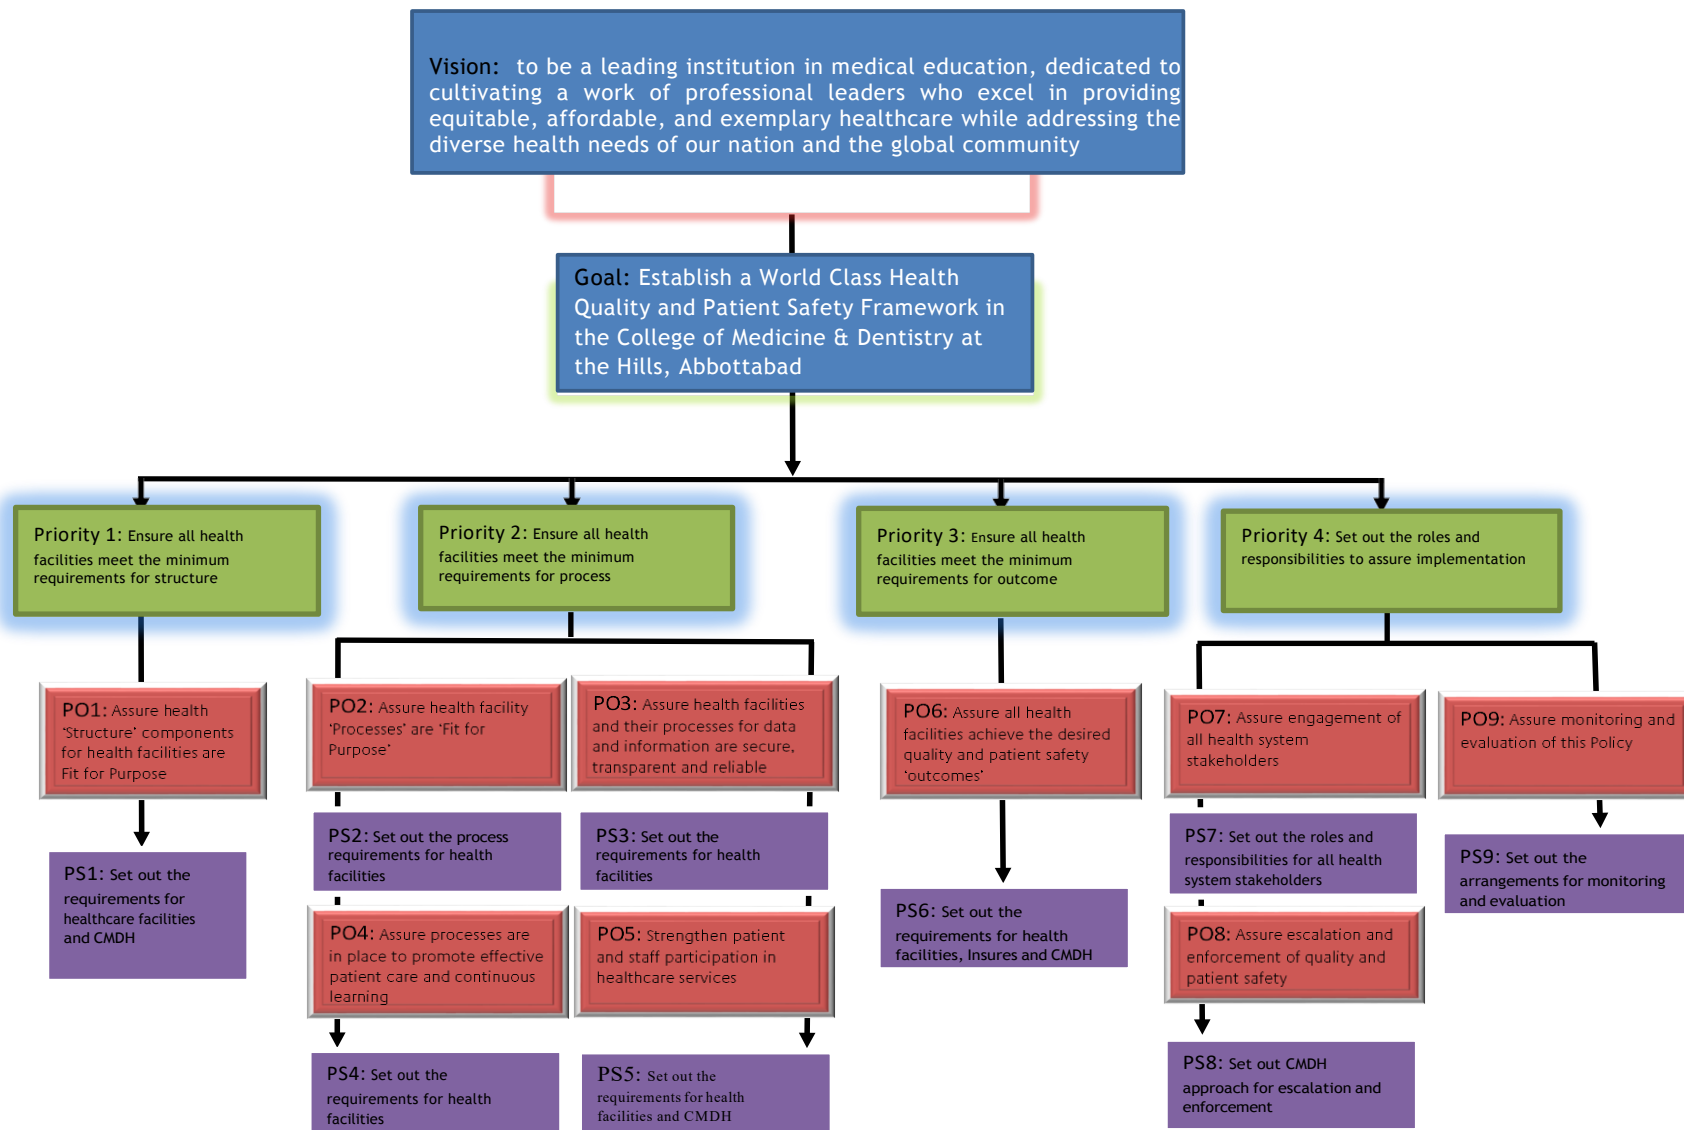 Vision: to be a leading institution in medical education, dedicated to
cultivating a work of professional leaders who excel in providing
equitable, affordable, and exemplary healthcare while addressing the
diverse health needs of our nation and the global community
Goal: Establish a World Class Health
Quality and Patient Safety Framework in
the College of Medicine & Dentistry at
the Hills, Abbottabad
Priority 1: Ensure all health
facilities meet the minimum
requirements for structure
Priority 2: Ensure all health
facilities meet the minimum
requirements for process
Priority 3: Ensure all health
facilities meet the minimum
requirements for outcome
Priority 4: Set out the roles and
responsibilities to assure implementation
PO1: Assure health
‘Structure’ components
for health facilities are
Fit for Purpose
PO2: Assure health facility
‘Processes’ are ‘Fit for
Purpose’
PO3: Assure health facilities
and their processes for data
and information are secure,
transparent and reliable
PO6: Assure all health
facilities achieve the desired
quality and patient safety
‘outcomes’
PO7: Assure engagement of
all health system
stakeholders
PO9: Assure monitoring and
evaluation of this Policy
PS1: Set out the
requirements for
healthcare facilities
and CMDH
PS2: Set out the process
requirements for health
facilities
PS3: Set out the
requirements for health
facilities
PS6: Set out the
requirements for health
facilities, Insures and CMDH
PS7: Set out the roles and
responsibilities for all health
system stakeholders
PS9: Set out the
arrangements for monitoring
and evaluation
PO4: Assure processes are
in place to promote effective
patient care and continuous
learning
PO5: Strengthen patient
and staff participation in
healthcare services
PO8: Assure escalation and
enforcement of quality and
patient safety
PS4: Set out the
requirements for health
facilities
PS5: Set out the
requirements for health
facilities and CMDH
PS8: Set out CMDH
approach for escalation and
enforcement